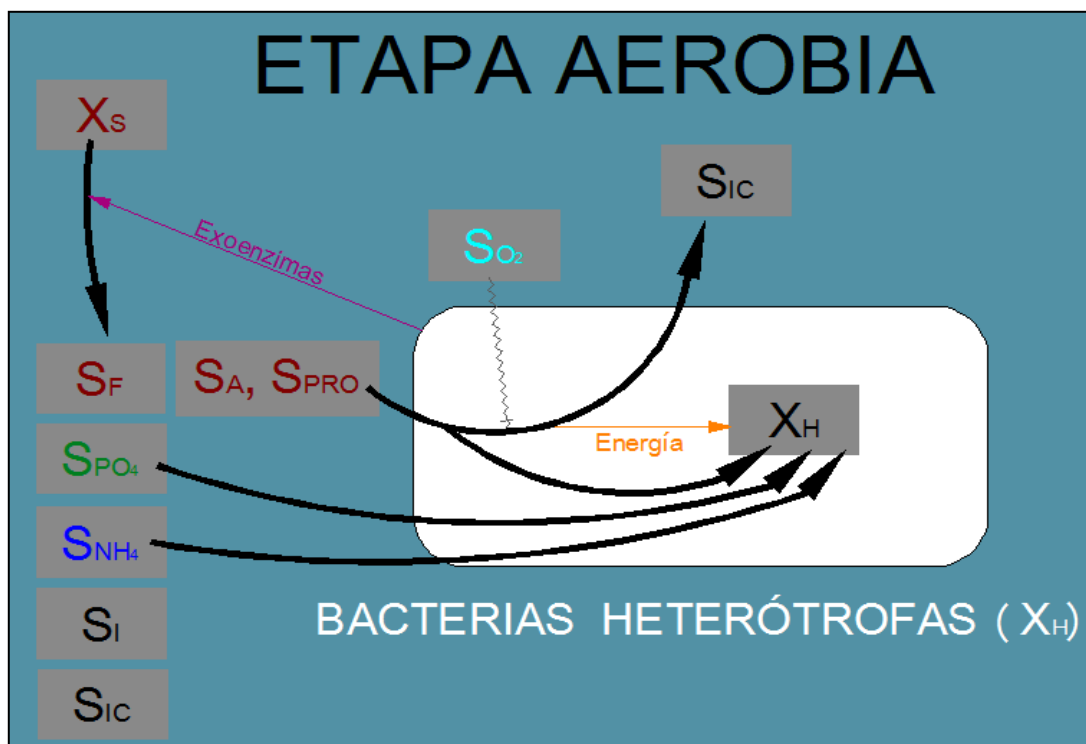 ETAPA AEROBIA
XS
SIC
Exoenzimas
SO2
SF
SA, SPRO
XH
Energía
SPO4
SNH4
SI
BACTERIAS HETERÓTROFAS ( XH)
SIC